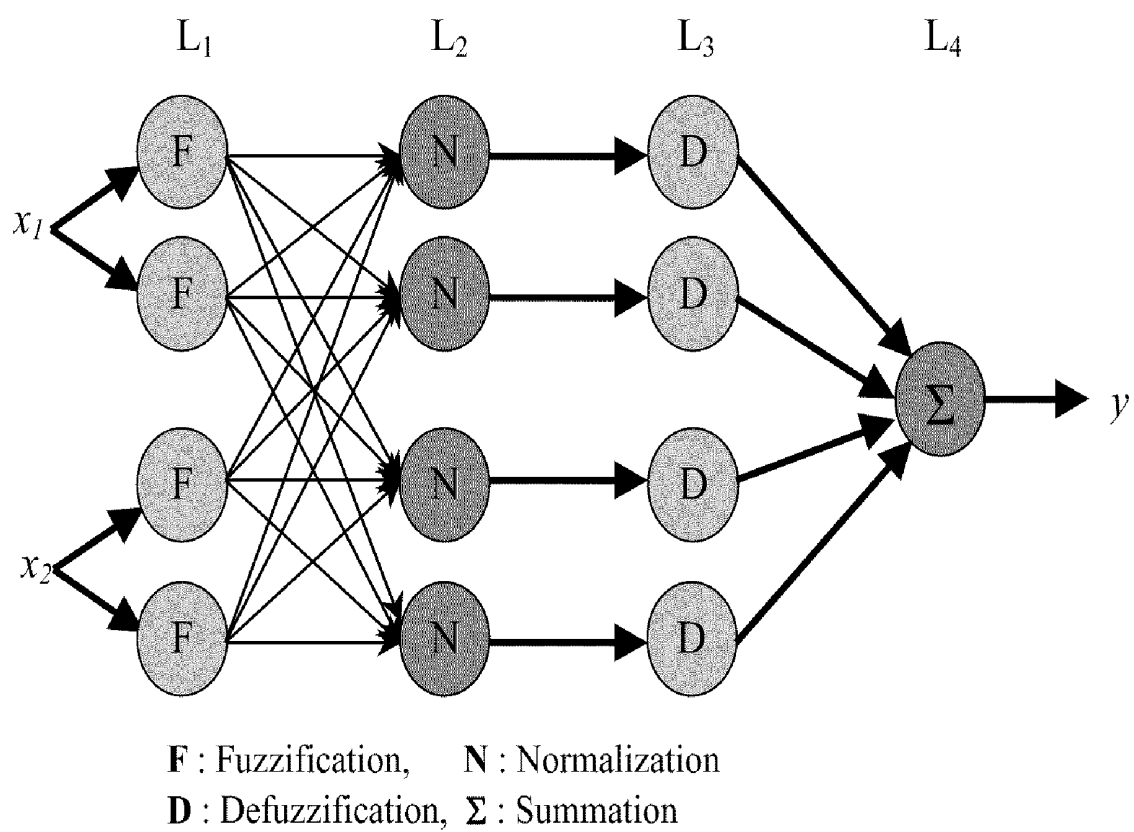 L₁ L₂ L₃ L₄
F N D
x₁
F N D
Σ y
F N D
x₂
F N D
F : Fuzzification, N : Normalization
D : Defuzzification, Σ : Summation